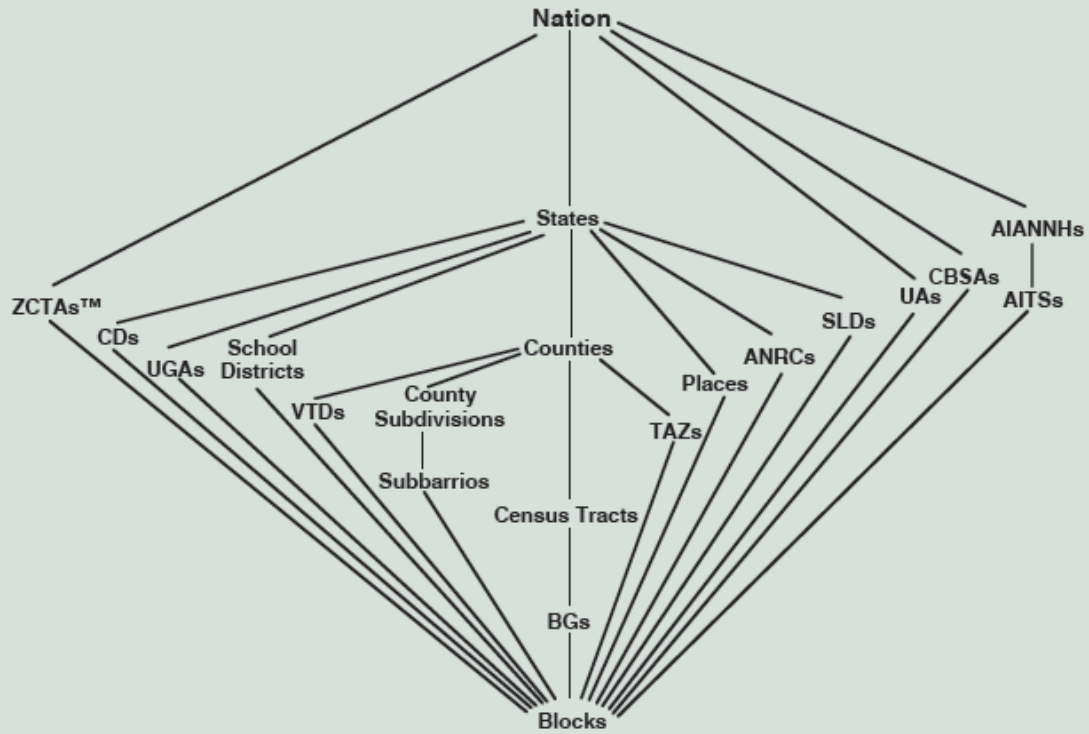 Nation
States
AIANNHs
ZCTAs™
CBSAs
UAs
AITSs
CDs
SLDs
UGAs
School
Districts
Counties
ANRCs
Places
VTDs
County
Subdivisions
TAZs
Subbarrios
Census Tracts
BGs
Blocks